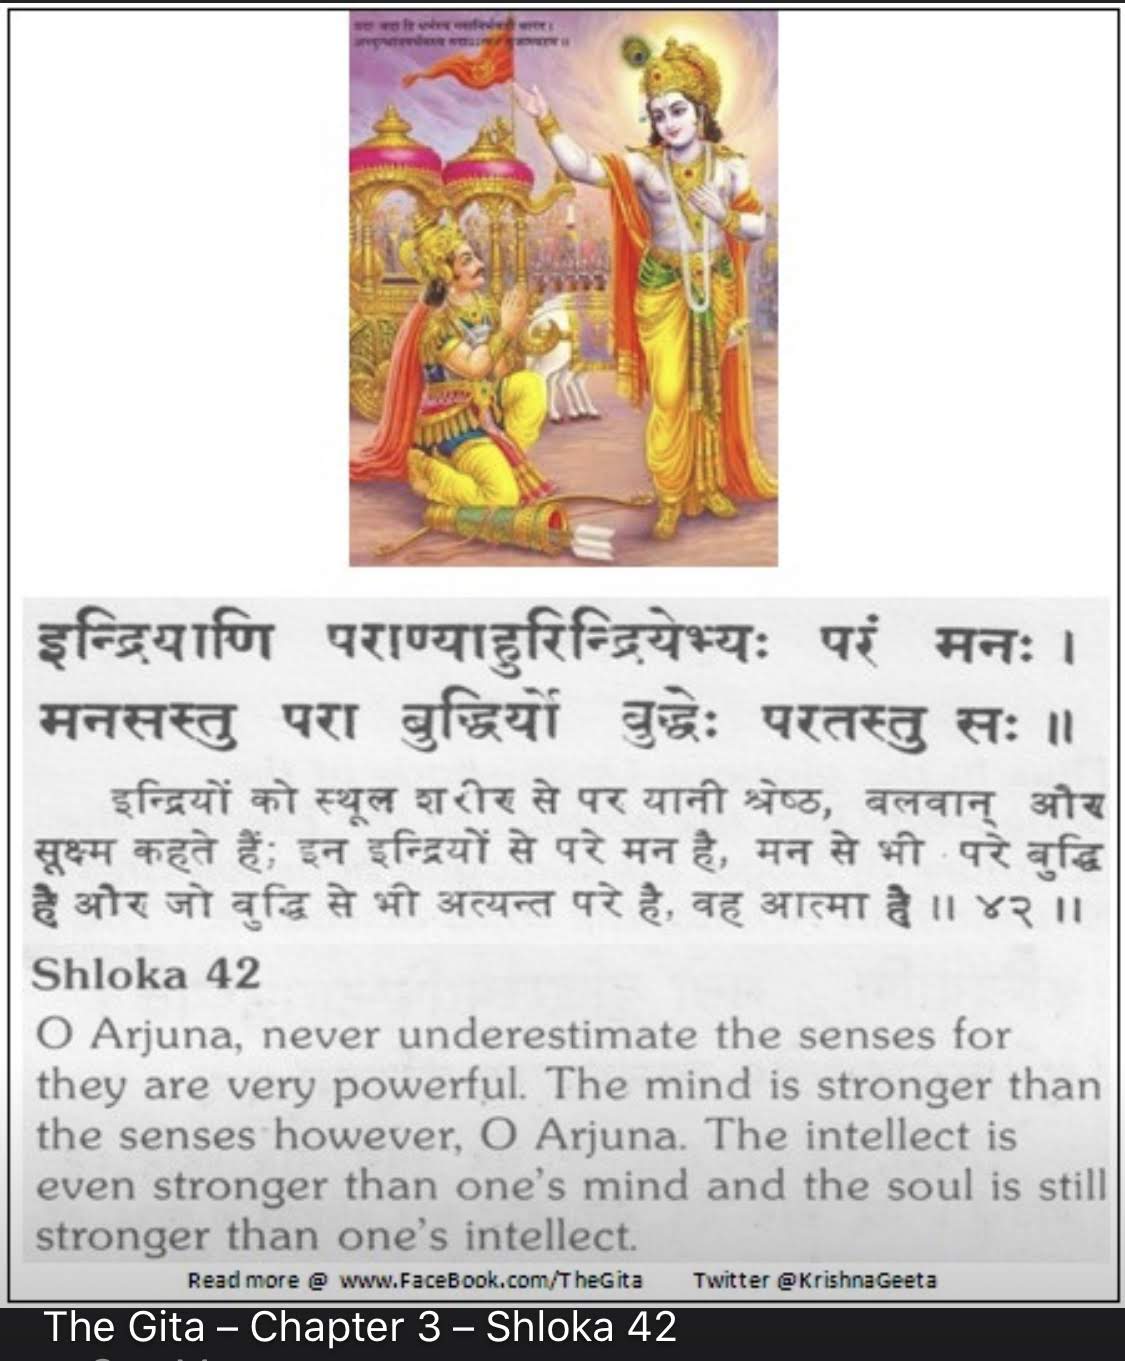 इन्द्रियाणि पराण्याहुरिन्द्रियेभ्यः परं मनः ।
मनसस्तु परा बुद्धिर्यो बुद्धेः परतस्तु सः ॥
इन्द्रियों को स्थूल शरीर से पर यानी श्रेष्ठ, बलवान् और
सूक्ष्म कहते हैं; इन इन्द्रियों से परे मन है, मन से भी परे बुद्धि
है और जो बुद्धि से भी अत्यन्त परे है, वह आत्मा है ॥ ४२ ॥
Shloka 42
O Arjuna, never underestimate the senses for
they are very powerful. The mind is stronger than
the senses however, O Arjuna. The intellect is
even stronger than one's mind and the soul is still
stronger than one's intellect.
Read more @ www.FaceBook.com/TheGita Twitter @KrishnaGeeta
The Gita – Chapter 3 – Shloka 42